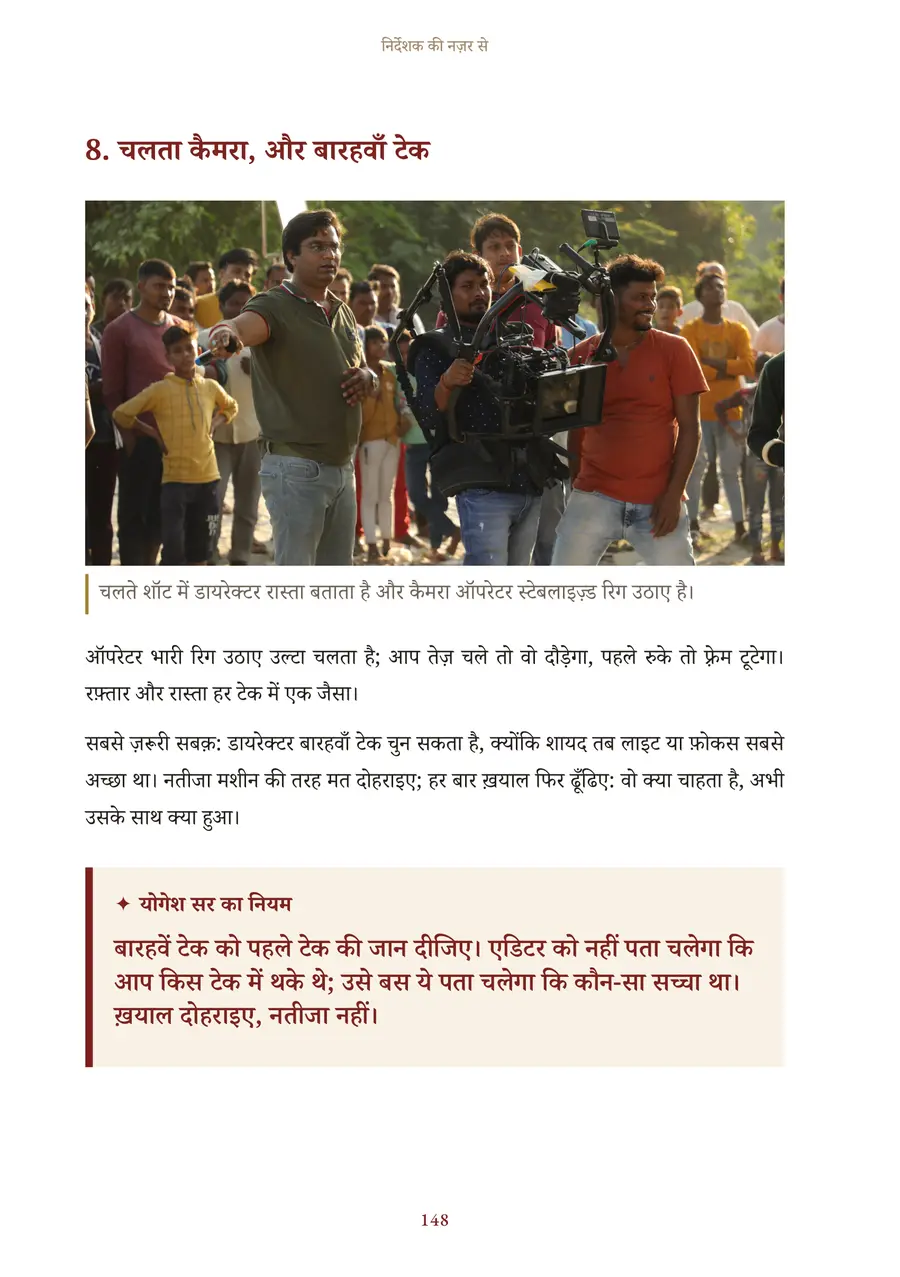 निर्देशक की नज़र से
8. चलता कैमरा, और बारहवाँ टेक
चलते शॉट में डायरेक्टर रास्ता बताता है और कैमरा ऑपरेटर स्टेबलाइज़्ड रिग उठाए है।
ऑपरेटर भारी रिग उठाए उल्टा चलता है; आप तेज़ चले तो वो दौड़ेगा, पहले रुके तो फ़्रेम टूटेगा।
रफ़्तार और रास्ता हर टेक में एक जैसा।
सबसे ज़रूरी सबक़: डायरेक्टर बारहवाँ टेक चुन सकता है, क्योंकि शायद तब लाइट या फ़ोकस सबसे
अच्छा था। नतीजा मशीन की तरह मत दोहराइए; हर बार ख़याल फिर ढूँढिए: वो क्या चाहता है, अभी
उसके साथ क्या हुआ।
✦ योगेश सर का नियम
बारहवें टेक को पहले टेक की जान दीजिए। एडिटर को नहीं पता चलेगा कि
आप किस टेक में थके थे; उसे बस ये पता चलेगा कि कौन-सा सच्चा था।
ख़याल दोहराइए, नतीजा नहीं।
148